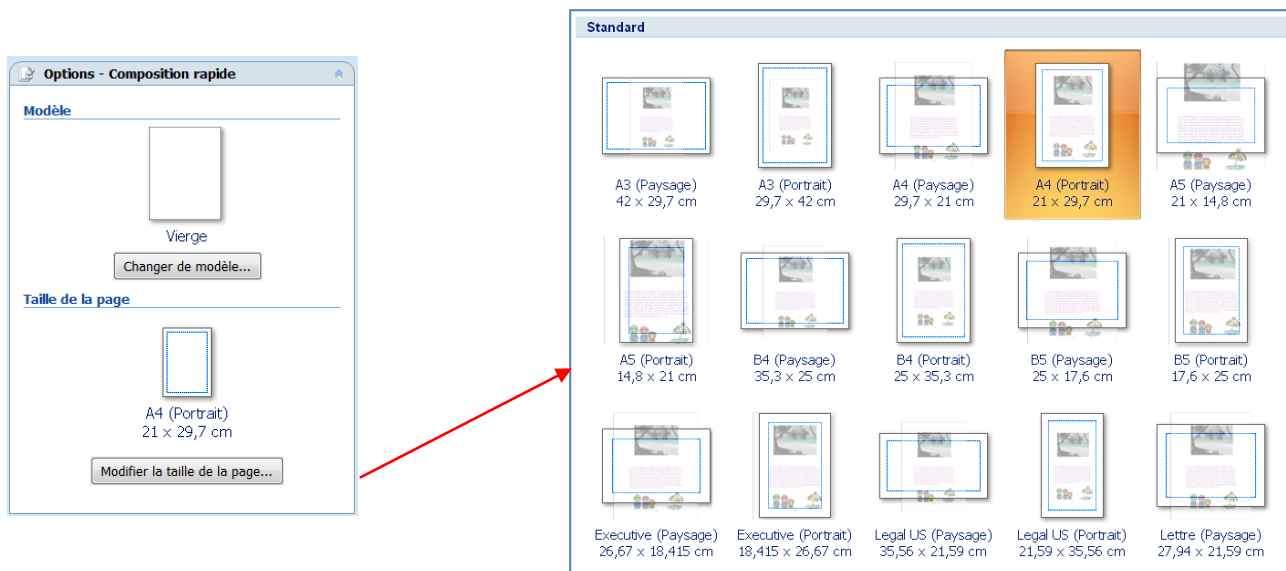 Options - Composition rapide
Modèle
Vierge
Changer de modèle...
Taille de la page
A4 (Portrait)
21 x 29,7 cm
Modifier la taille de la page...
Standard
A3 (Paysage)
42 x 29,7 cm
A3 (Portrait)
29,7 x 42 cm
A4 (Paysage)
29,7 x 21 cm
A4 (Portrait)
21 x 29,7 cm
A5 (Paysage)
21 x 14,8 cm
A5 (Portrait)
14,8 x 21 cm
B4 (Paysage)
35,3 x 25 cm
B4 (Portrait)
25 x 35,3 cm
B5 (Paysage)
25 x 17,6 cm
B5 (Portrait)
17,6 x 25 cm
Executive (Paysage)
26,67 x 18,415 cm
Executive (Portrait)
18,415 x 26,67 cm
Legal US (Paysage)
35,56 x 21,59 cm
Legal US (Portrait)
21,59 x 35,56 cm
Lettre (Paysage)
27,94 x 21,59 cm